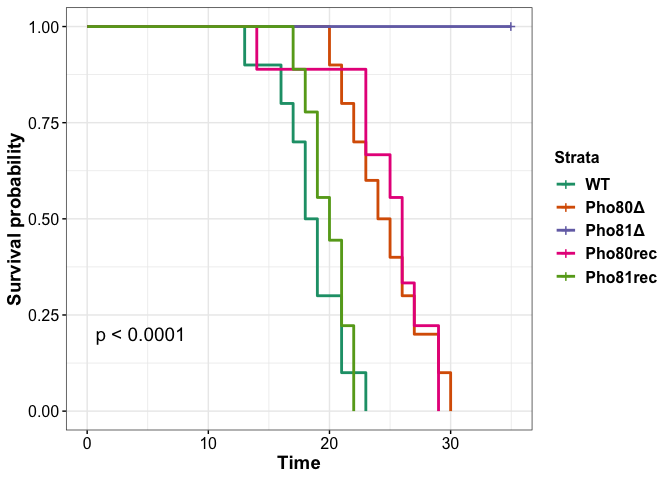 1.00
0.75
0.50
0.25
0.00
Survival probability
p < 0.0001
0 10 20 30
Time
Strata
WT
Pho80Δ
Pho81Δ
Pho80rec
Pho81rec